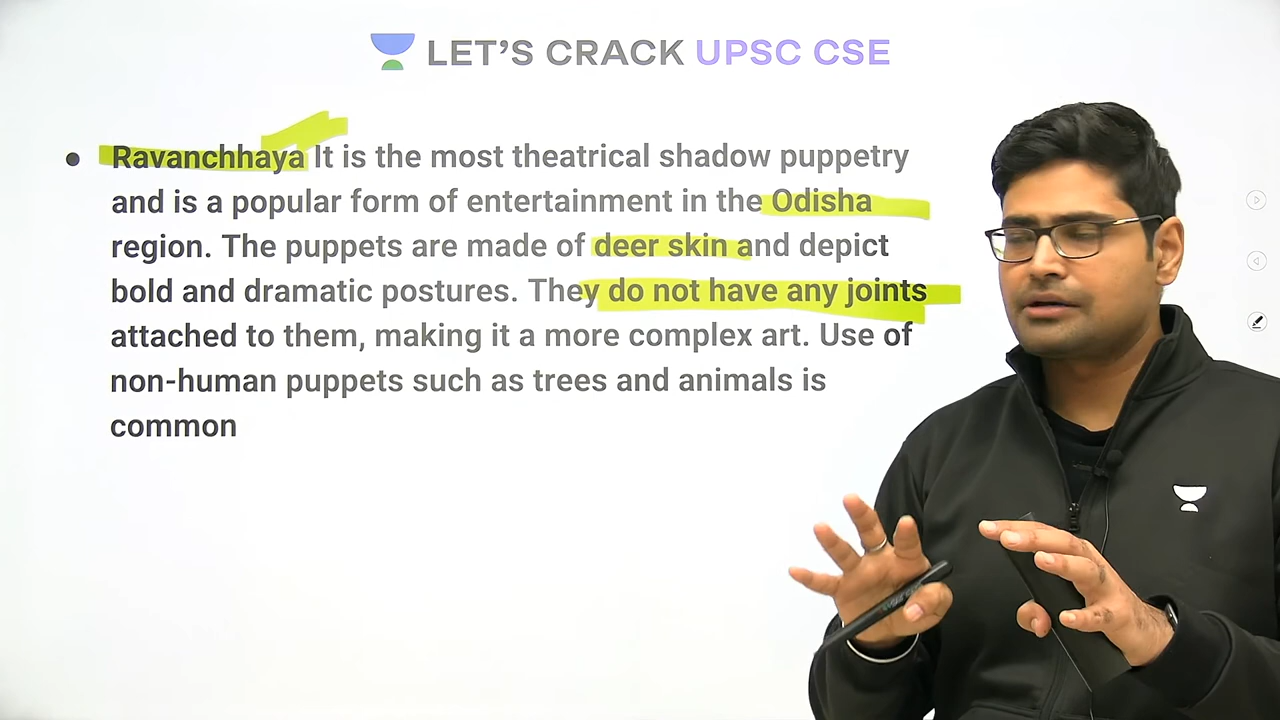 LET'S CRACK UPSC CSE
● Ravanchhaya It is the most theatrical shadow puppetry
and is a popular form of entertainment in the Odisha
region. The puppets are made of deer skin and depict
bold and dramatic postures. They do not have any joints
attached to them, making it a more complex art. Use of
non-human puppets such as trees and animals is
common